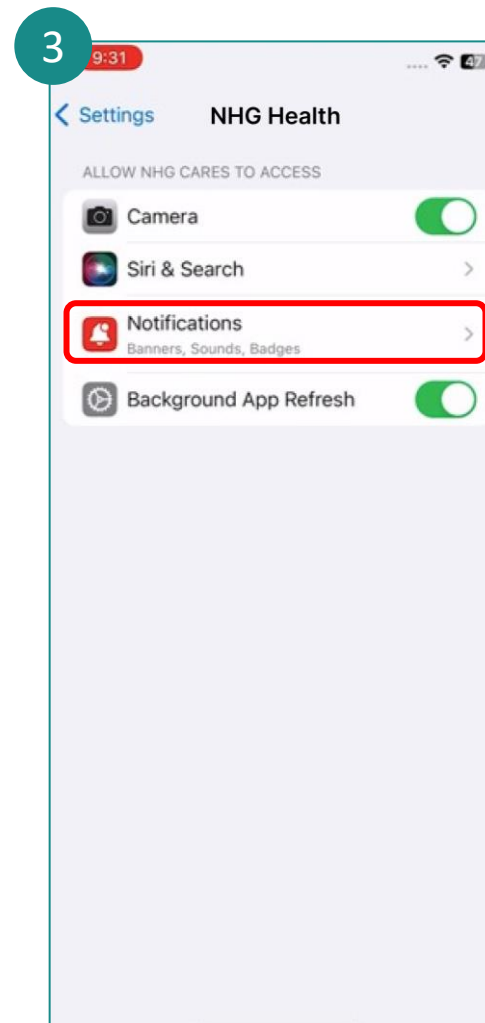 3
9:31
47
Settings
NHG Health
ALLOW NHG CARES TO ACCESS
Camera
Siri & Search
Notifications
Banners, Sounds, Badges
Background App Refresh